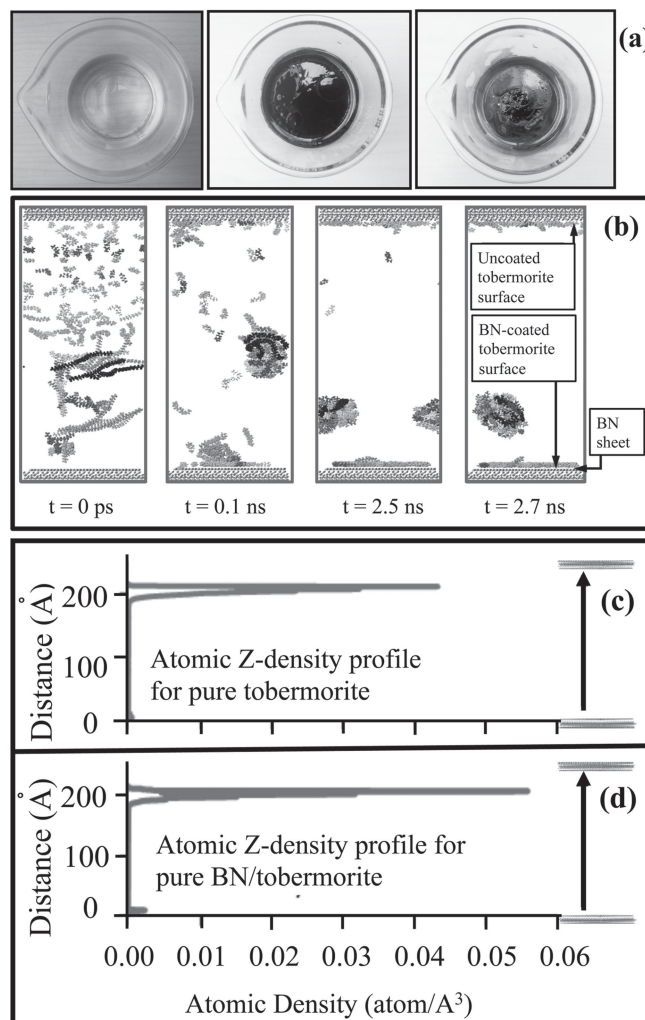 (a)
(b)
Uncoated
tobermorite
surface
BN-coated
tobermorite
surface
BN
sheet
t = 0 ps
t = 0.1 ns
t = 2.5 ns
t = 2.7 ns
(c)
Distance (Å)
200
100
0
Atomic Z-density profile
for pure tobermorite
(d)
Distance (Å)
200
100
0
Atomic Z-density profile for
pure BN/tobermorite
0.00 0.01 0.02 0.03 0.04 0.05 0.06
Atomic Density (atom/A³)